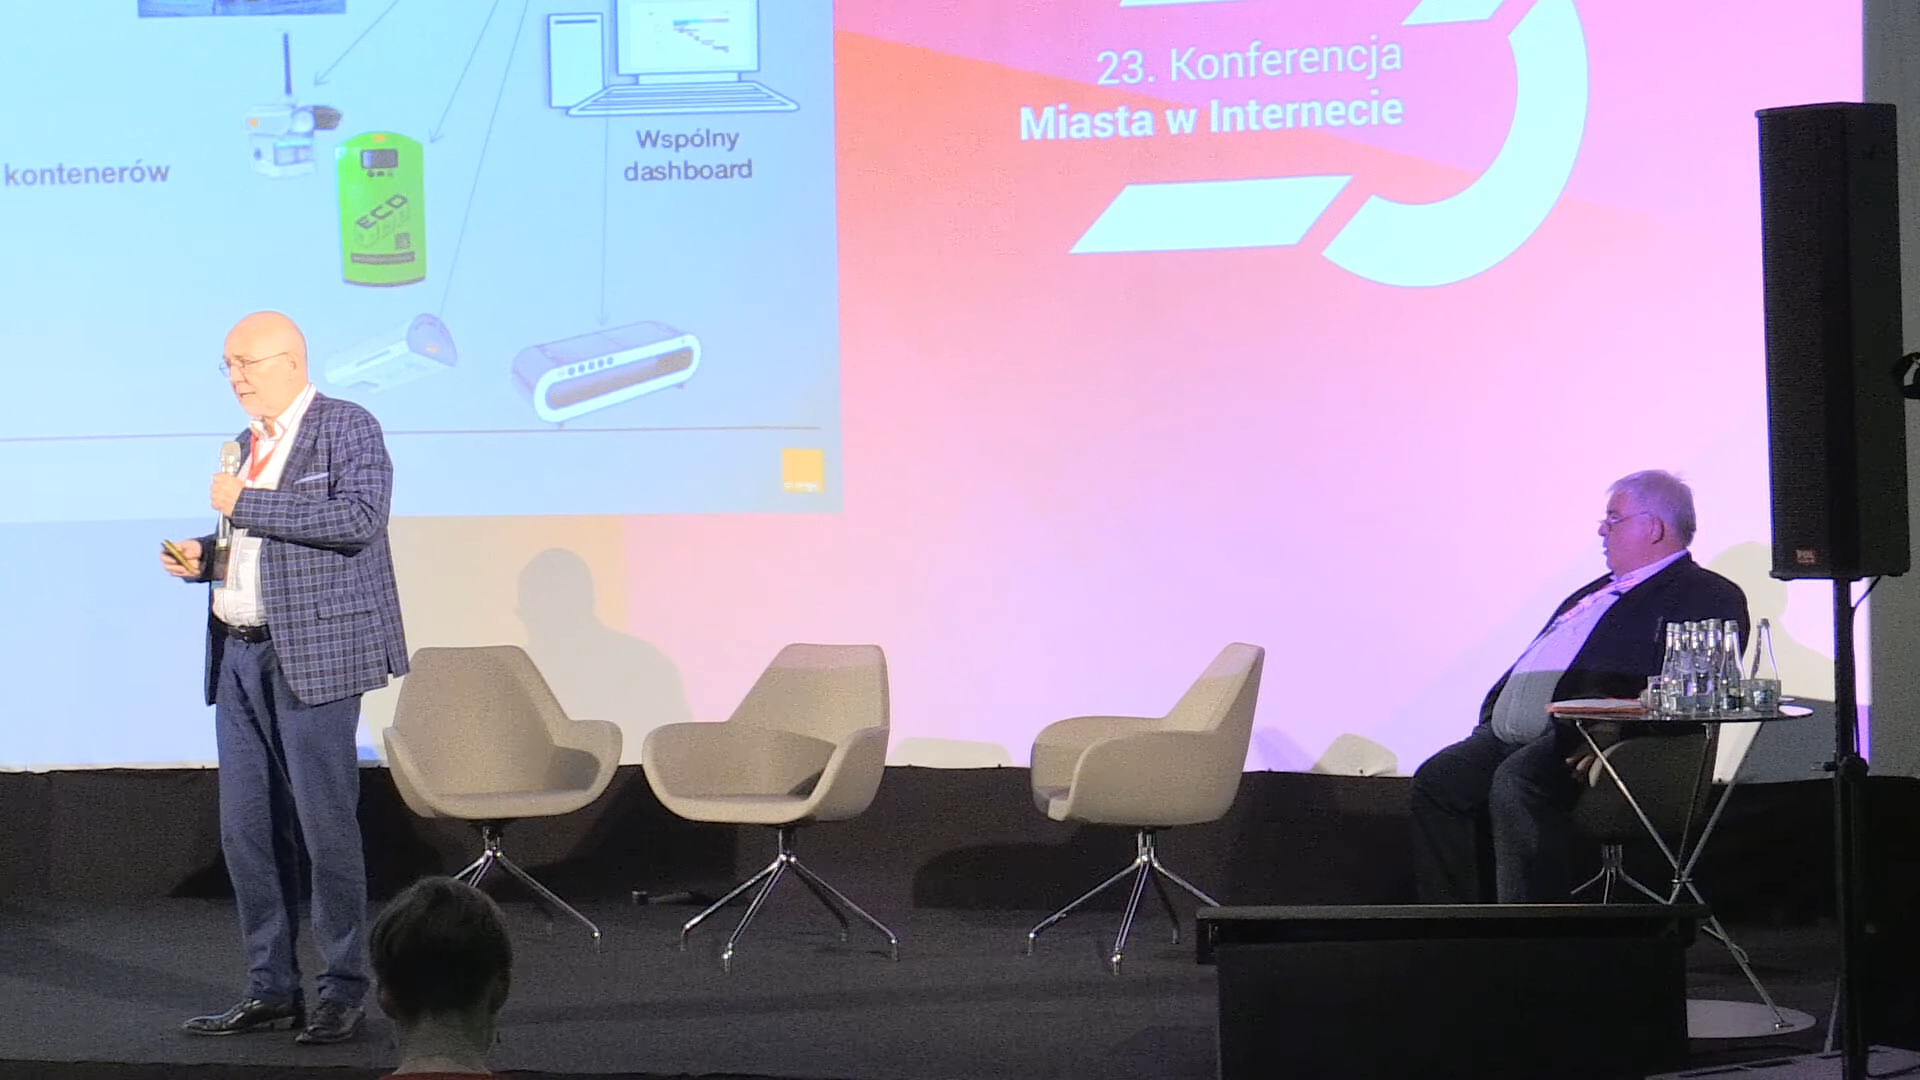 kontenerów
ECO
Wspólny
dashboard
23. Konferencja
Miasta w Internecie